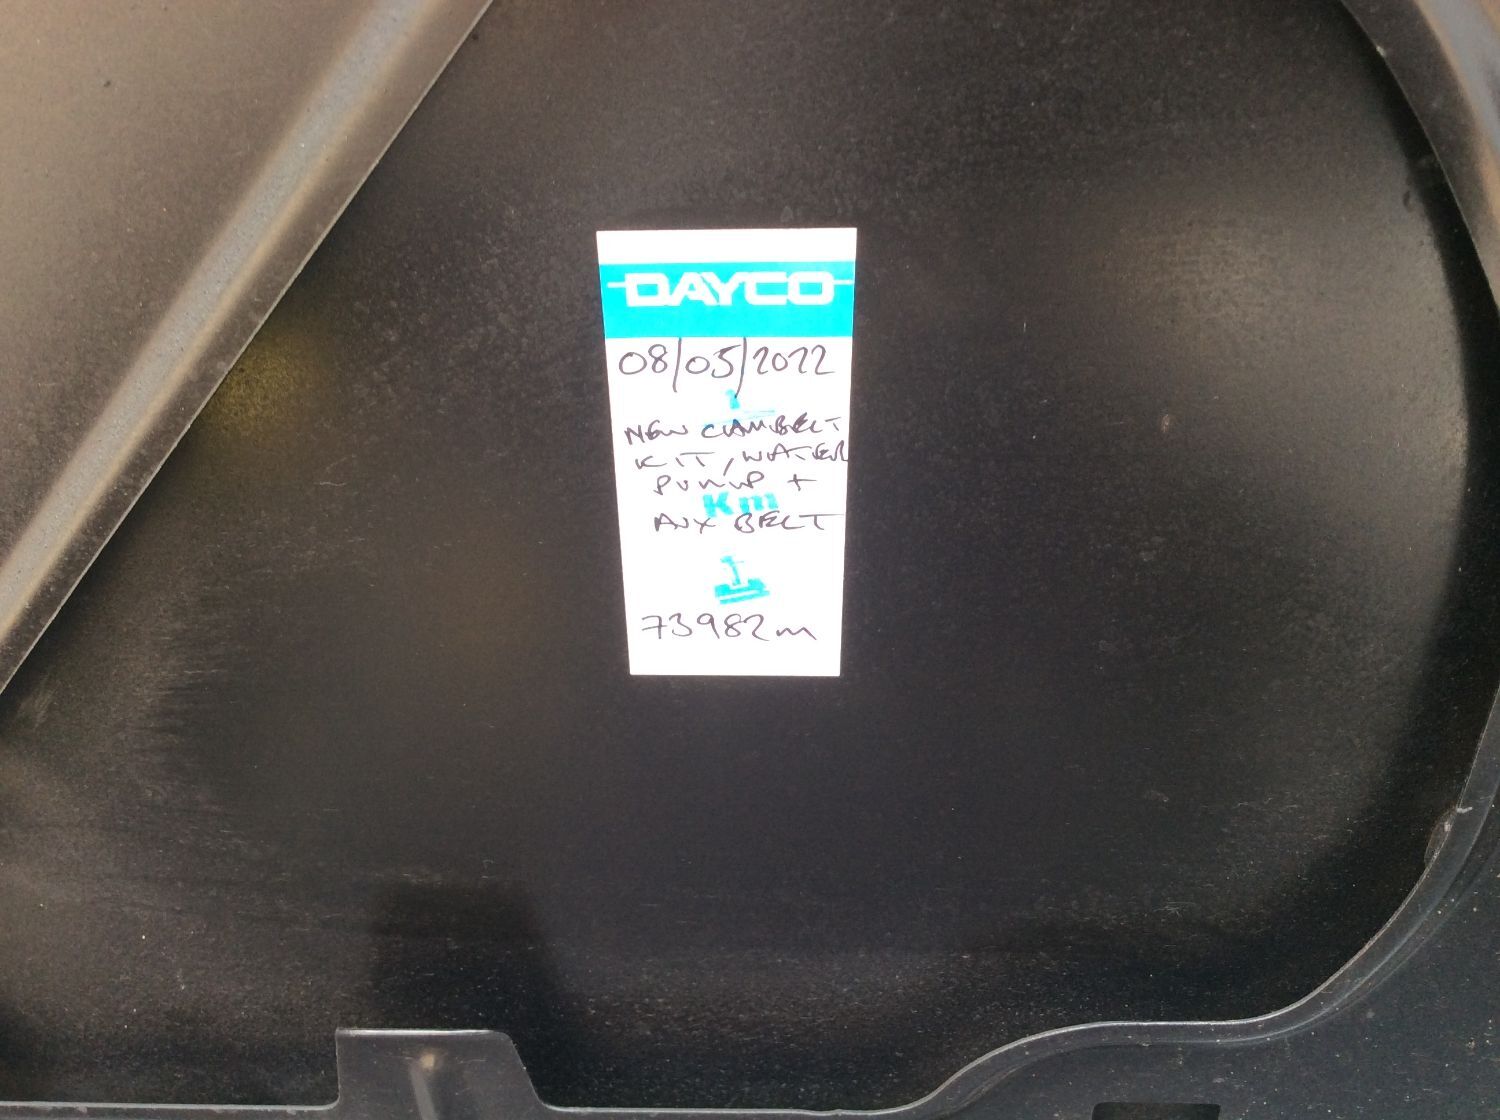 DAYCO
08/05/2022
NEW CAMBELT
KIT, WATER
PUMP +
Km
AUX BELT
73982m